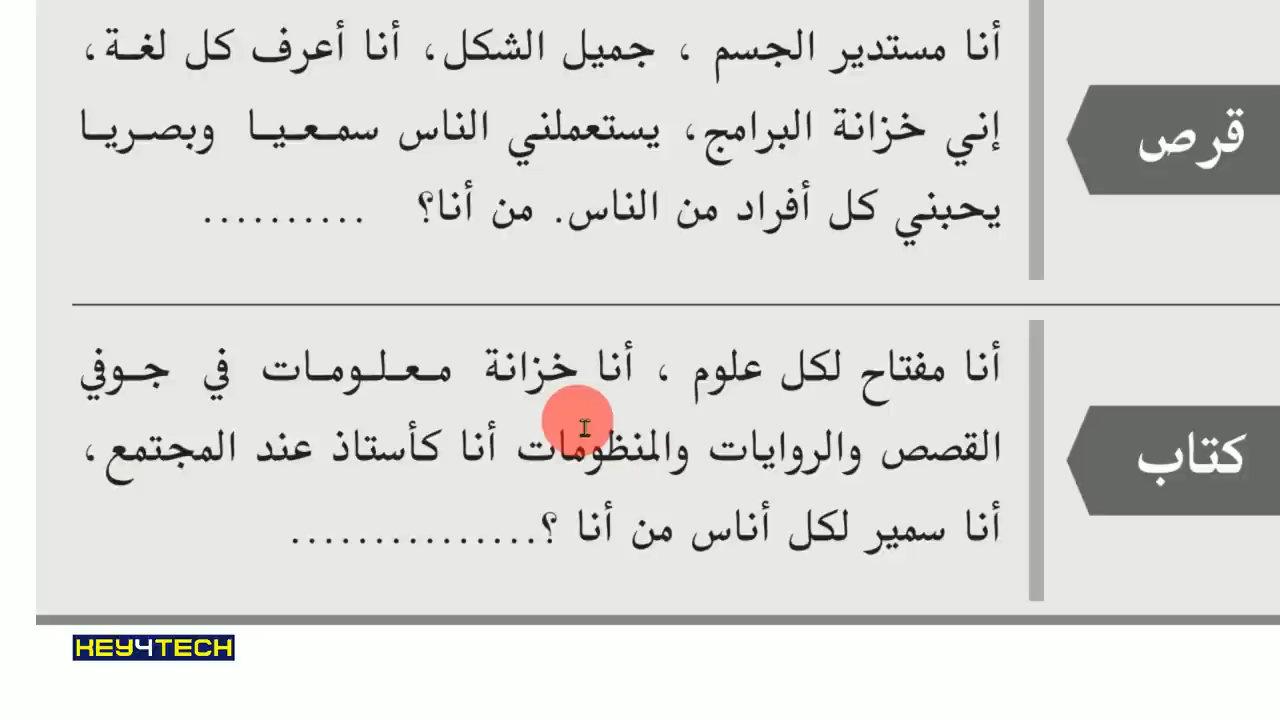 أنا مستدير الجسم ، جميل الشكل، أنا أعرف كل لغة،
إني خزانة البرامج، يستعملني الناس سمعيا وبصريا
يحبني كل أفراد من الناس. من أنا؟ ..........
قرص
أنا مفتاح لكل علوم ، أنا خزانة معلومات في جوفي
القصص والروايات والمنظومات أنا كأستاذ عند المجتمع،
أنا سمير لكل أناس من أنا ؟...............
كتاب
KEY4TECH